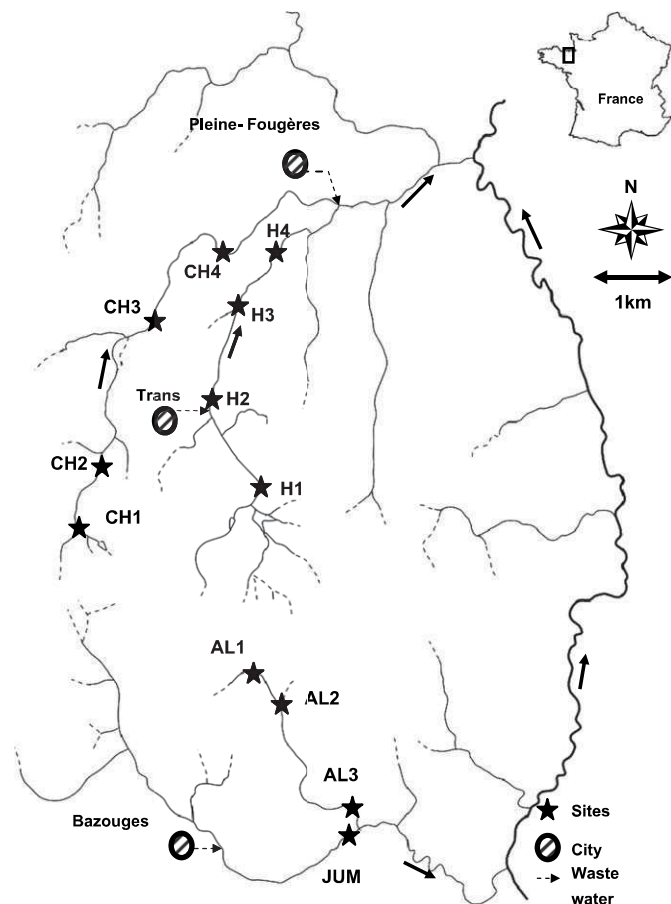 France
Pleine-Fougères
N
1km
CH4
H4
CH3
H3
Trans
H2
CH2
H1
CH1
AL1
AL2
AL3
Bazouges
JUM
Sites
City
Waste
water